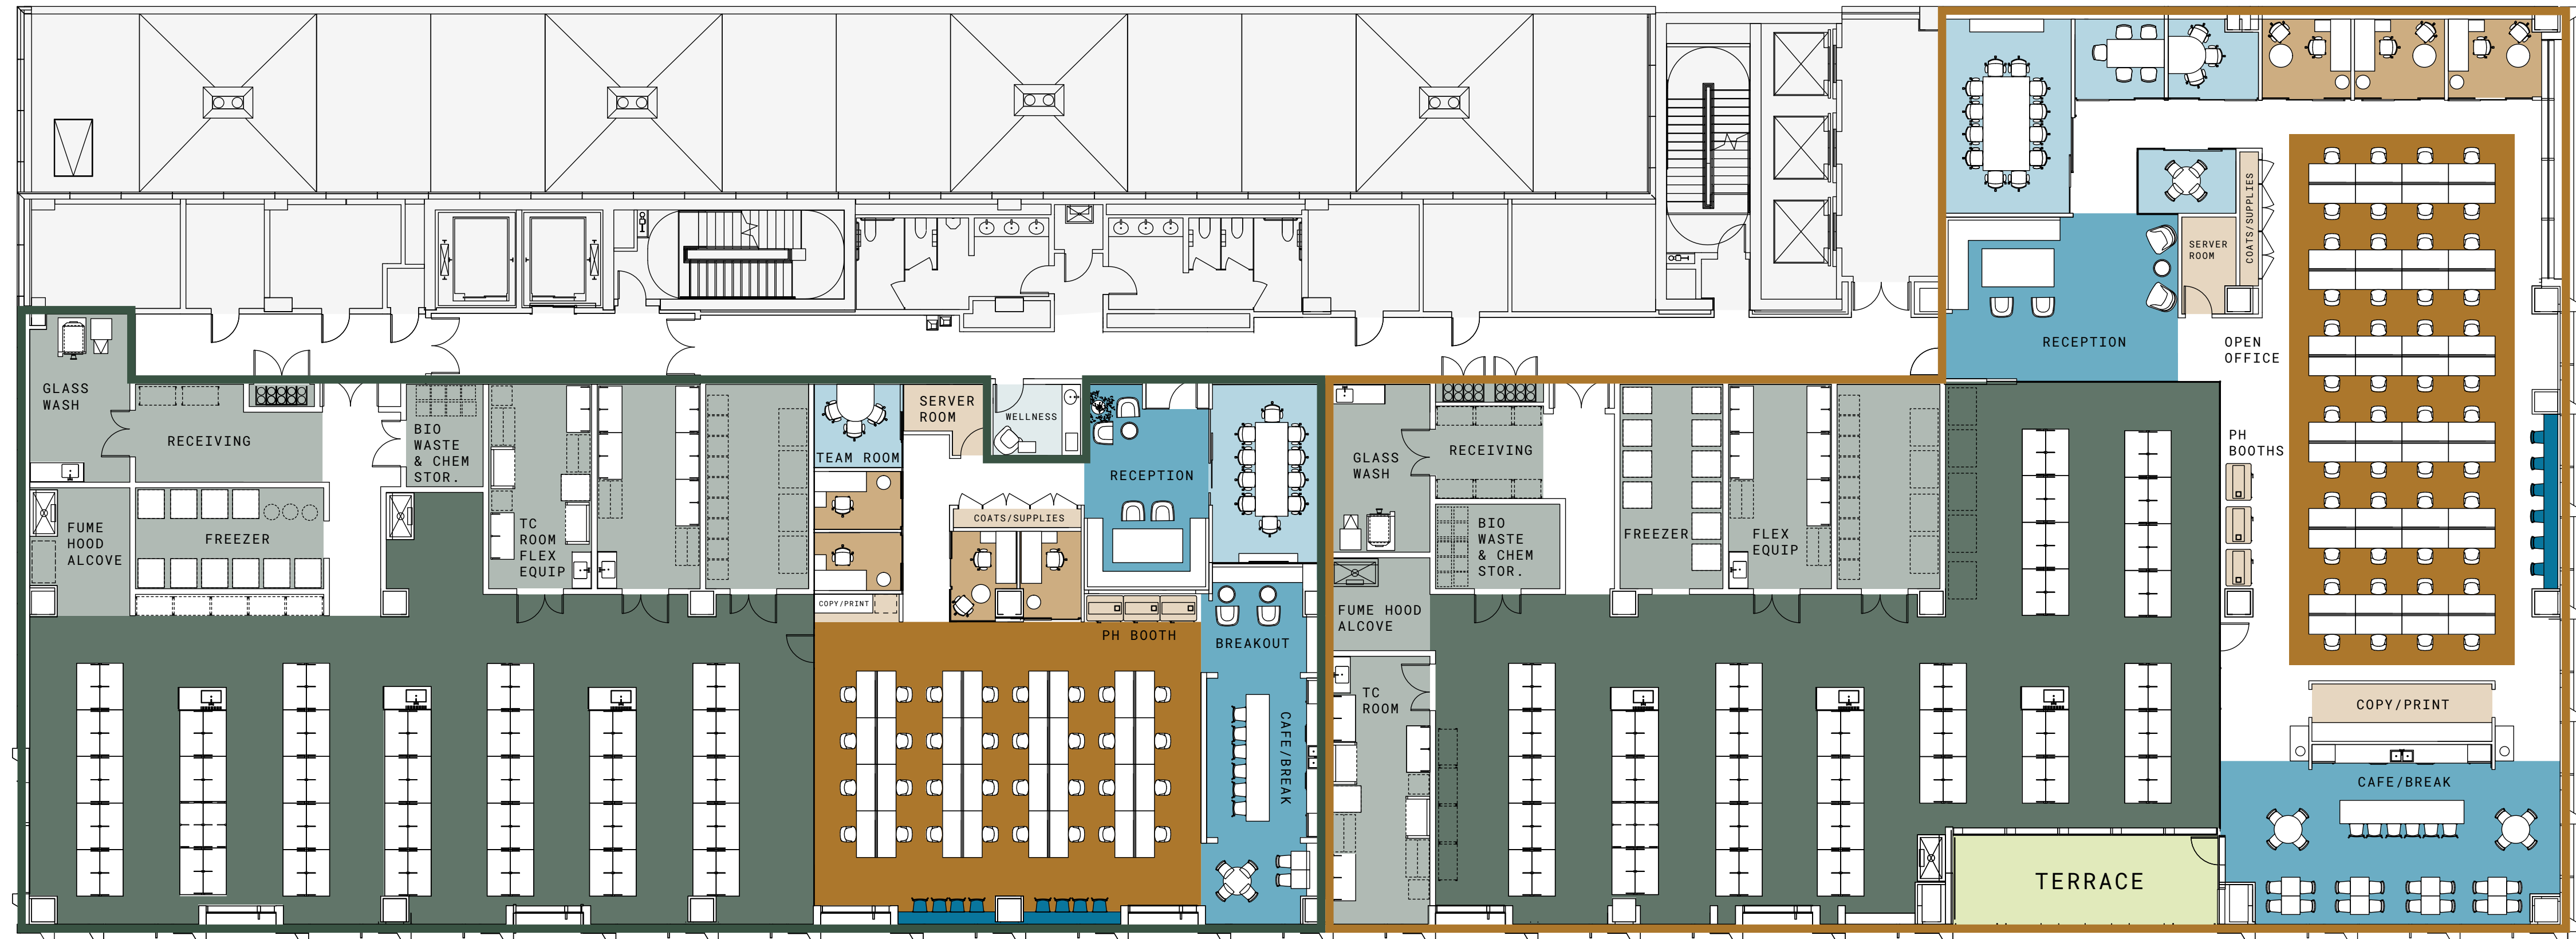 GLASS
WASH
RECEIVING
BIO
WASTE
& CHEM
STOR.
FUME
HOOD
ALCOVE
FREEZER
TC
ROOM
FLEX
EQUIP
TEAM ROOM
SERVER
ROOM
WELLNESS
RECEPTION
COATS/SUPPLIES
COPY/PRINT
PH BOOTH
BREAKOUT
CAFE/BREAK
GLASS
WASH
RECEIVING
BIO
WASTE
& CHEM
STOR.
FREEZER
FLEX
EQUIP
FUME HOOD
ALCOVE
TC
ROOM
RECEPTION
SERVER
ROOM
COATS/SUPPLIES
OPEN
OFFICE
PH
BOOTHS
COPY/PRINT
CAFE/BREAK
TERRACE